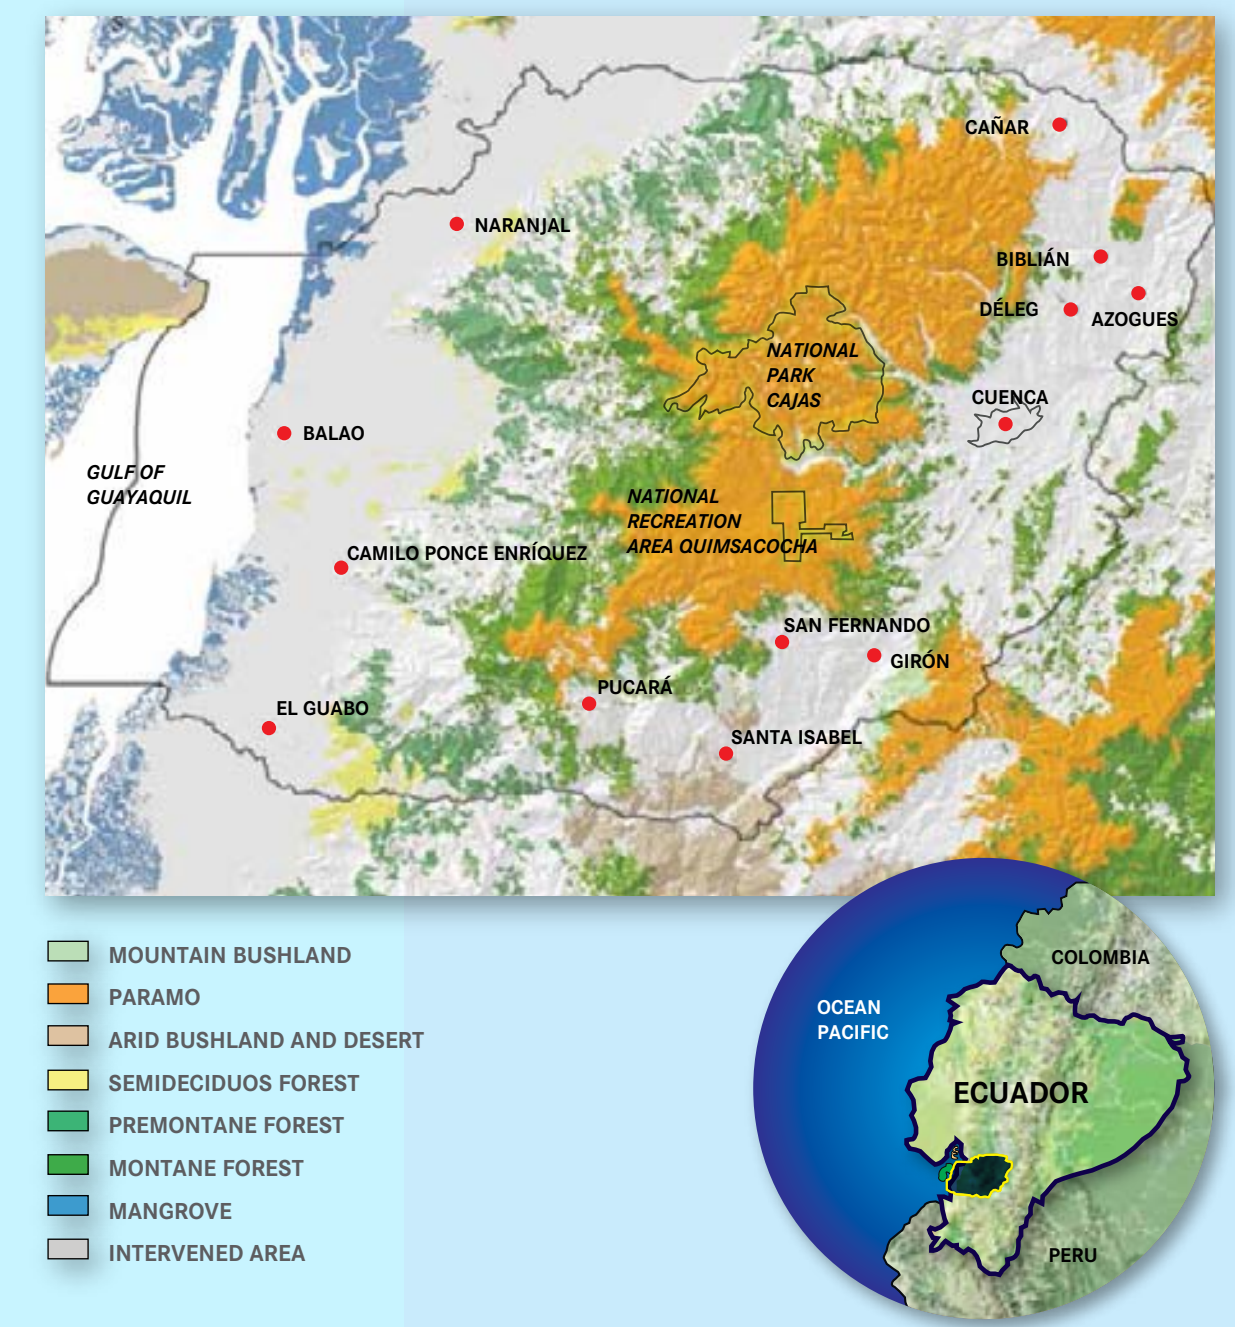 CAÑAR
NARANJAL
BIBLIÁN
DÉLEG
AZOGUES
NATIONAL
PARK
CAJAS
CUENCA
BALAO
GULF OF
GUAYAQUIL
NATIONAL
RECREATION
AREA QUIMSACOCHA
CAMILO PONCE ENRÍQUEZ
SAN FERNANDO
GIRÓN
PUCARÁ
EL GUABO
SANTA ISABEL
MOUNTAIN BUSHLAND
PARAMO
ARID BUSHLAND AND DESERT
SEMIDECIDUOS FOREST
PREMONTANE FOREST
MONTANE FOREST
MANGROVE
INTERVENED AREA
COLOMBIA
OCEAN
PACIFIC
ECUADOR
PERU